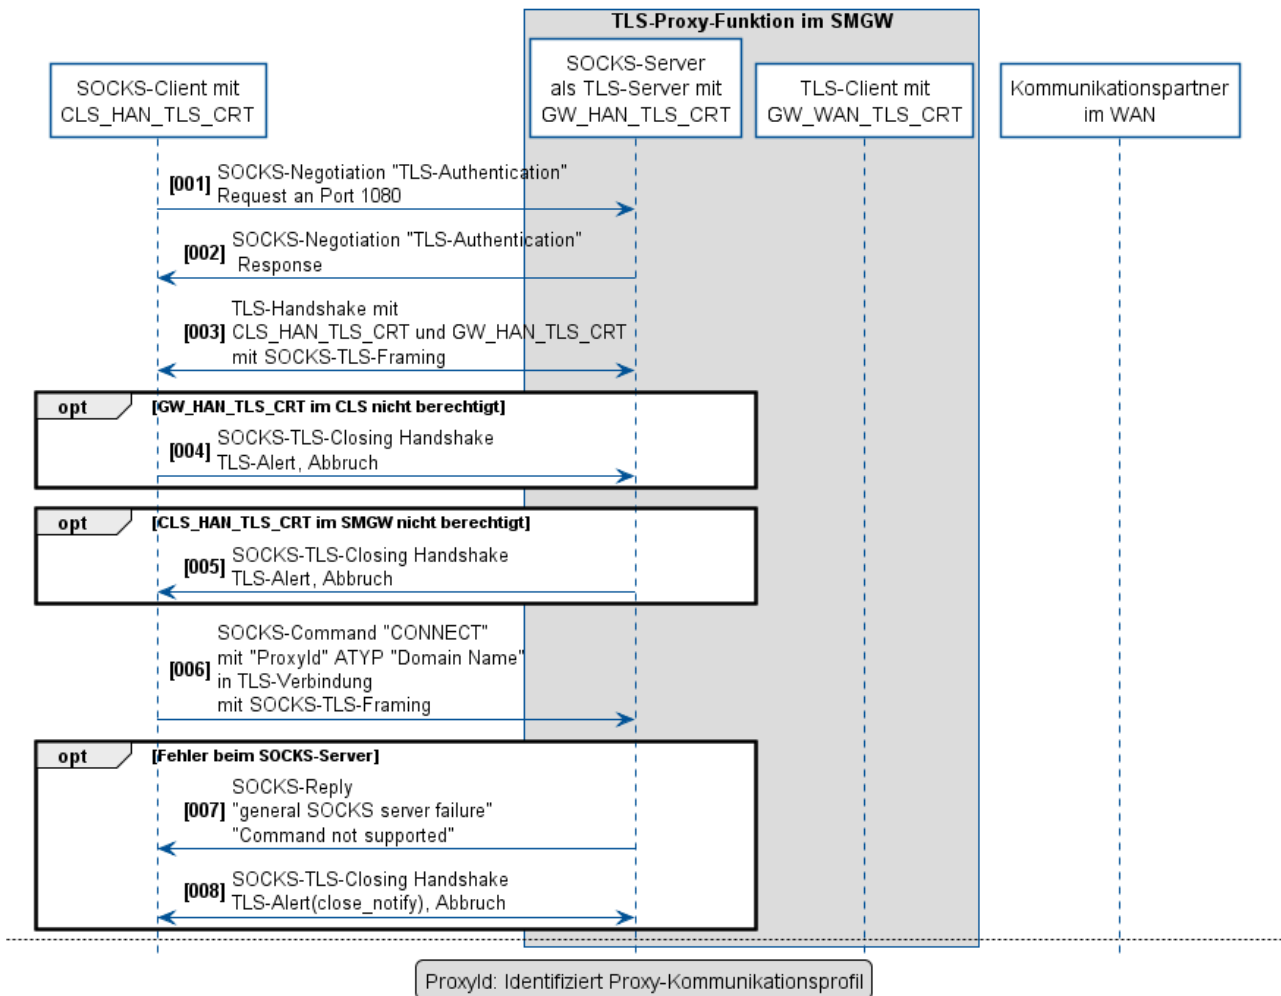 TLS-Proxy-Funktion im SMGW
SOCKS-Client mit
CLS_HAN_TLS_CRT
SOCKS-Server
als TLS-Server mit
GW_HAN_TLS_CRT
TLS-Client mit
GW_WAN_TLS_CRT
Kommunikationspartner
im WAN
[001] SOCKS-Negotiation "TLS-Authentication"
Request an Port 1080
[002] SOCKS-Negotiation "TLS-Authentication"
Response
TLS-Handshake mit
[003] CLS_HAN_TLS_CRT und GW_HAN_TLS_CRT
mit SOCKS-TLS-Framing
opt [GW_HAN_TLS_CRT im CLS nicht berechtigt]
[004] SOCKS-TLS-Closing Handshake
TLS-Alert, Abbruch
opt [CLS_HAN_TLS_CRT im SMGW nicht berechtigt]
[005] SOCKS-TLS-Closing Handshake
TLS-Alert, Abbruch
SOCKS-Command "CONNECT"
mit "ProxyId" ATYP "Domain Name"
[006] in TLS-Verbindung
mit SOCKS-TLS-Framing
opt [Fehler beim SOCKS-Server]
SOCKS-Reply
[007] "general SOCKS server failure"
"Command not supported"
[008] SOCKS-TLS-Closing Handshake
TLS-Alert(close_notify), Abbruch
ProxyId: Identifiziert Proxy-Kommunikationsprofil